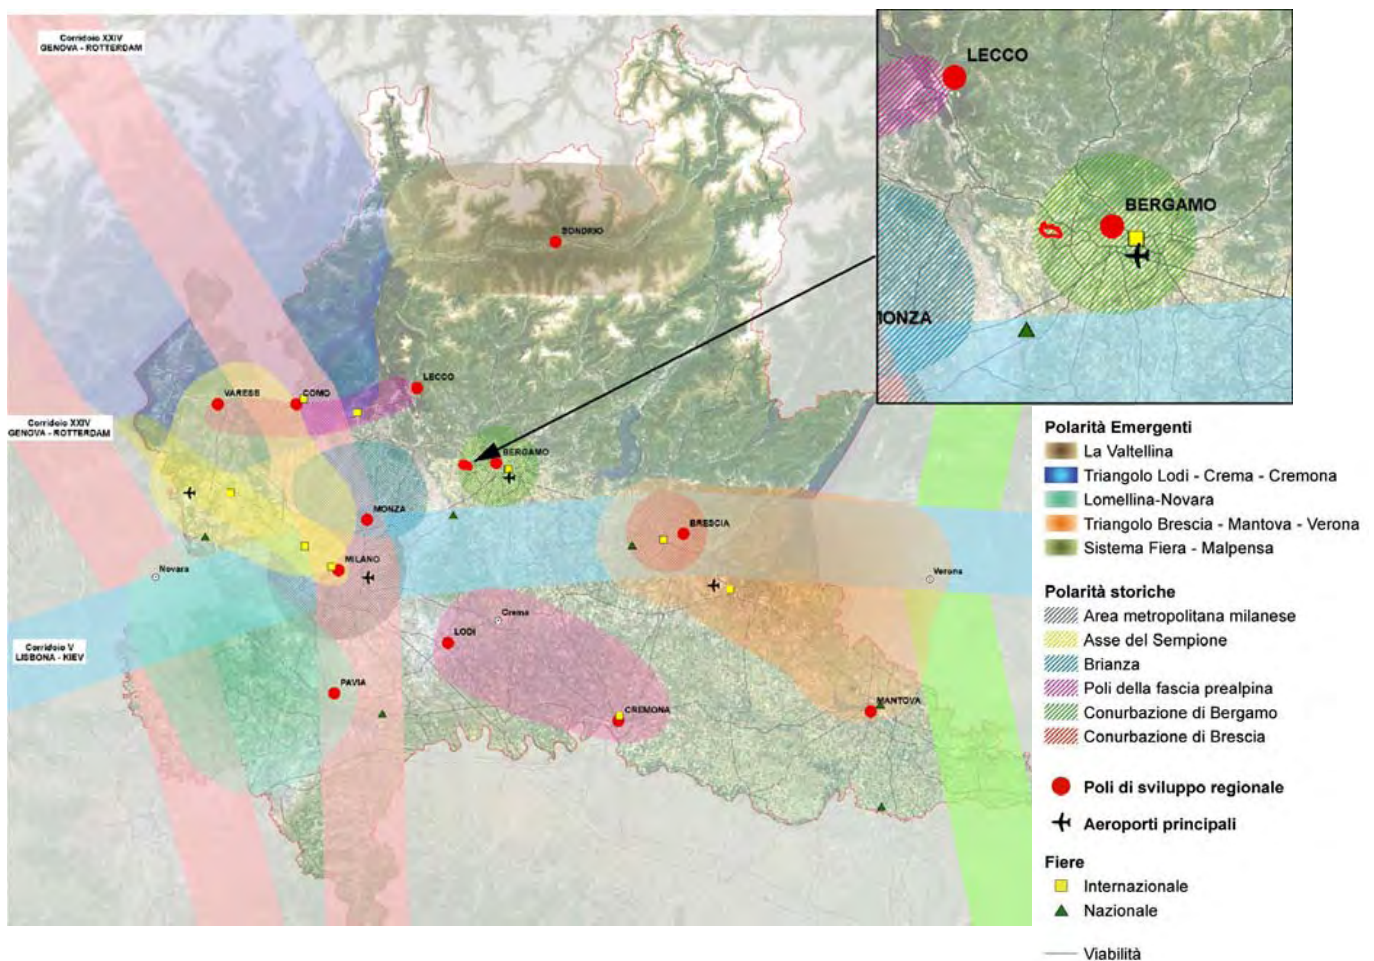 Corridoio XXIV
GENOVA - ROTTERDAM
LECCO
BERGAMO
MONZA
SONDRIO
LECCO
VARESE
COMO
Corridoio XXIV
GENOVA - ROTTERDAM
BERGAMO
MONZA
BRESCIA
MILANO
Novara
Verona
Crema
LODI
Corridoio V
LISBONA - KIEV
PAVIA
CREMONA
MANTOVA
Polarità Emergenti
La Valtellina
Triangolo Lodi - Crema - Cremona
Lomellina-Novara
Triangolo Brescia - Mantova - Verona
Sistema Fiera - Malpensa
Polarità storiche
Area metropolitana milanese
Asse del Sempione
Brianza
Poli della fascia prealpina
Conurbazione di Bergamo
Conurbazione di Brescia
Poli di sviluppo regionale
Aeroporti principali
Fiere
Internazionale
Nazionale
Viabilità